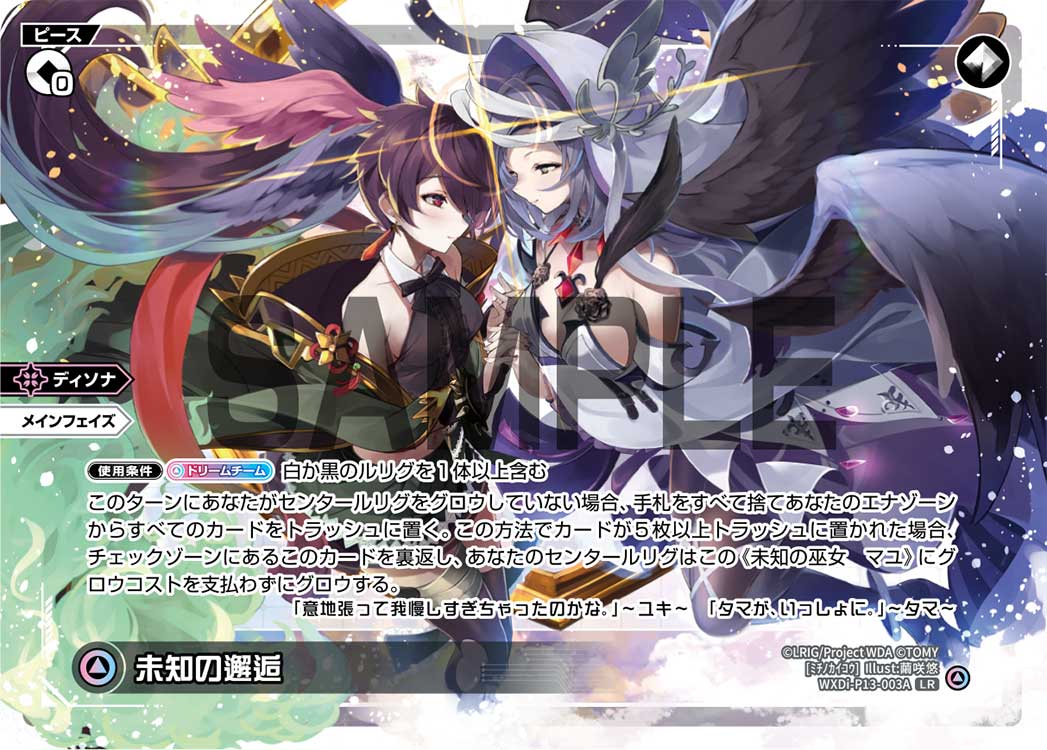 ピース
0
SAMPLE
ディソナ
メインフェイズ
使用条件 ドリームチーム 白か黒のルリグを1体以上含む
このターンにあなたがセンタールリグをグロウしていない場合、手札をすべて捨てあなたのエナゾーン
からすべてのカードをトラッシュに置く。この方法でカードが5枚以上トラッシュに置かれた場合、
チェックゾーンにあるこのカードを裏返し、あなたのセンタールリグはこの《未知の巫女　マユ》にグ
ロウコストを支払わずにグロウする。
「意地張って我慢しすぎちゃったのかな。」～ユキ～　「タマが、いっしょに。」～タマ～
未知の邂逅
©LRIG/Project WDA ©TOMY
[ﾐﾁﾉｶｲｺｳ] Illust:繭咲悠
WXDi-P13-003A LR